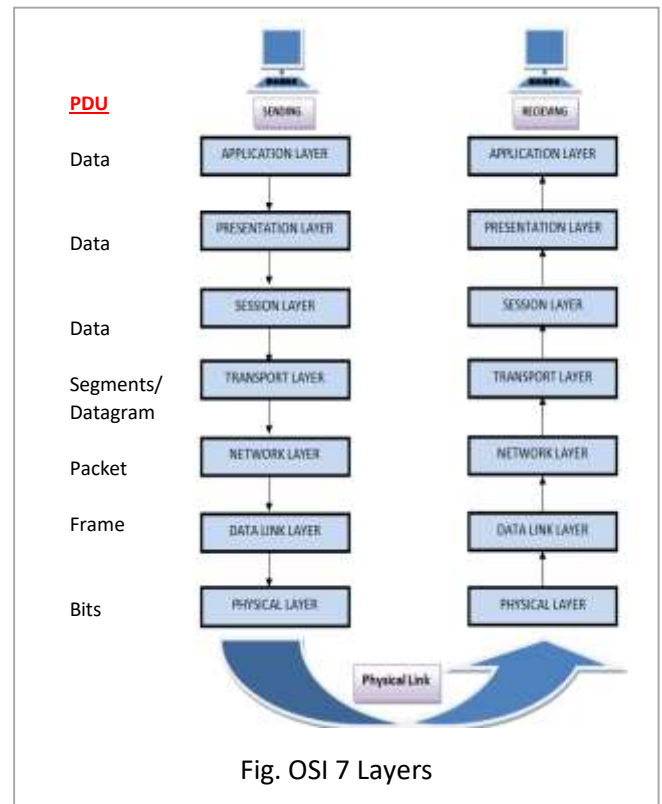 PDU
SENDING
RECIEVING
Data
APPLICATION LAYER
APPLICATION LAYER
Data
PRESENTATION LAYER
PRESENTATION LAYER
Data
SESSION LAYER
SESSION LAYER
Segments/
Datagram
TRANSPORT LAYER
TRANSPORT LAYER
Packet
NETWORK LAYER
NETWORK LAYER
Frame
DATA LINK LAYER
DATA LINK LAYER
Bits
PHYSICAL LAYER
PHYSICAL LAYER
Physical Link
Fig. OSI 7 Layers